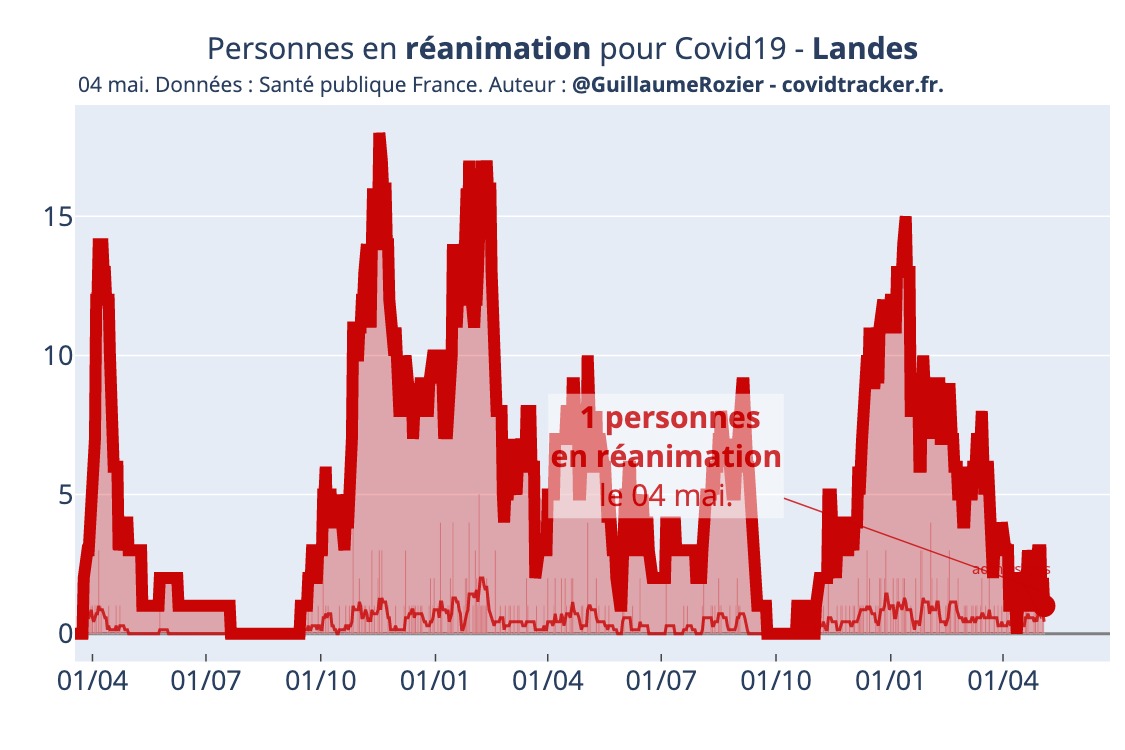 Personnes en réanimation pour Covid19 - Landes
04 mai. Données : Santé publique France. Auteur : @GuillaumeRozier - covidtracker.fr.
15
10
5
0
1 personnes
en réanimation
le 04 mai.
01/04
01/07
01/10
01/01
01/04
01/07
01/10
01/01
01/04